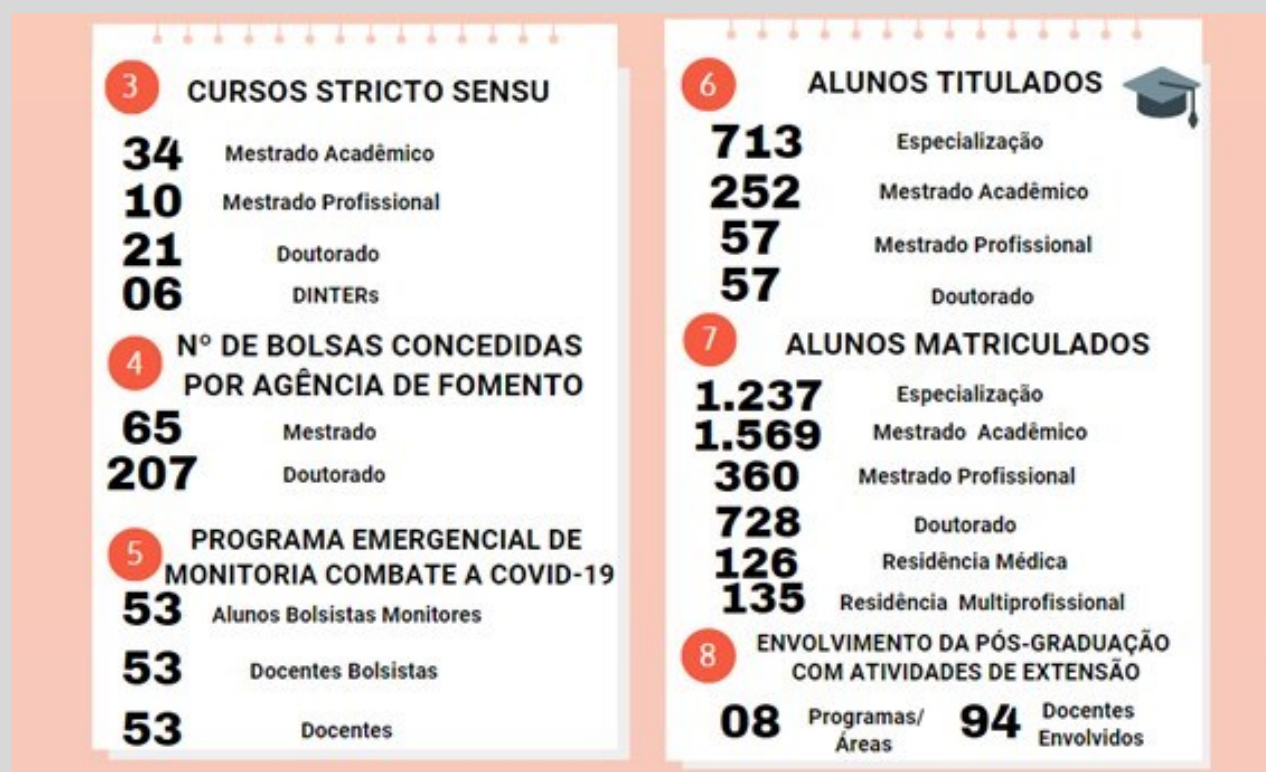 3 CURSOS STRICTO SENSU
34 Mestrado Acadêmico
10 Mestrado Profissional
21 Doutorado
06 DINTERs
4 Nº DE BOLSAS CONCEDIDAS
POR AGÊNCIA DE FOMENTO
65 Mestrado
207 Doutorado
5 PROGRAMA EMERGENCIAL DE
MONITORIA COMBATE A COVID-19
53 Alunos Bolsistas Monitores
53 Docentes Bolsistas
53 Docentes
6 ALUNOS TITULADOS
713 Especialização
252 Mestrado Acadêmico
57 Mestrado Profissional
57 Doutorado
7 ALUNOS MATRICULADOS
1.237 Especialização
1.569 Mestrado Acadêmico
360 Mestrado Profissional
728 Doutorado
126 Residência Médica
135 Residência Multiprofissional
8 ENVOLVIMENTO DA PÓS-GRADUAÇÃO
COM ATIVIDADES DE EXTENSÃO
08 Programas/
Áreas
94 Docentes
Envolvidos